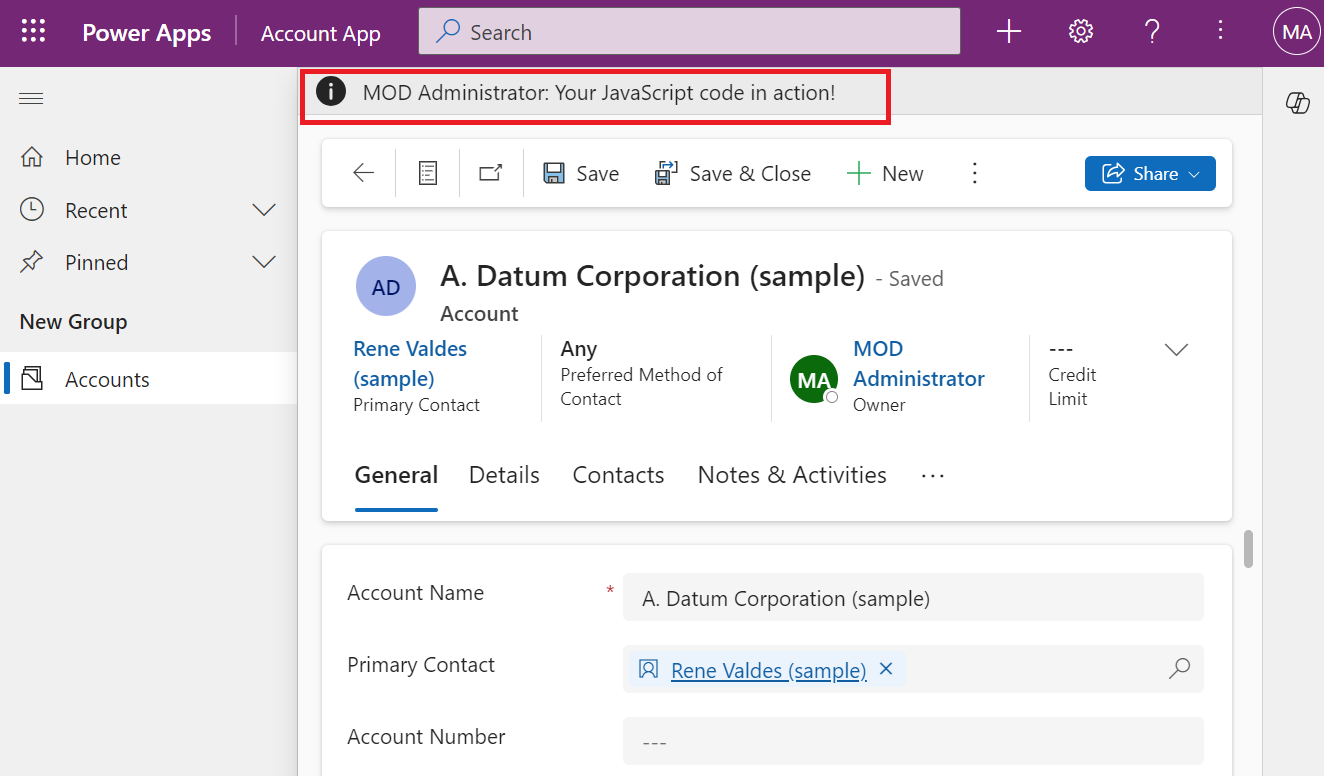 Power Apps
Account App
Search
MA
MOD Administrator: Your JavaScript code in action!
Home
Recent
Pinned
New Group
Accounts
Save
Save & Close
New
Share
AD
A. Datum Corporation (sample) - Saved
Account
Rene Valdes
(sample)
Primary Contact
Any
Preferred Method of
Contact
MA
MOD
Administrator
Owner
---
Credit
Limit
General
Details
Contacts
Notes & Activities
Account Name *
A. Datum Corporation (sample)
Primary Contact
Rene Valdes (sample)
Account Number
---